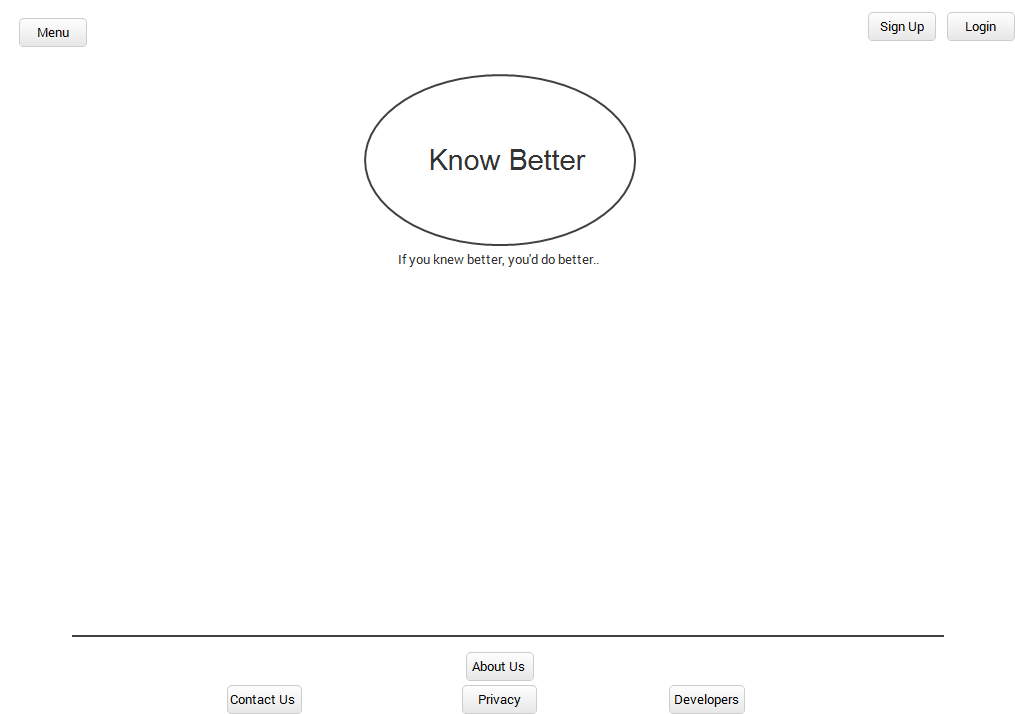 Menu
Sign Up
Login
Know Better
If you knew better, you'd do better..
About Us
Contact Us
Privacy
Developers